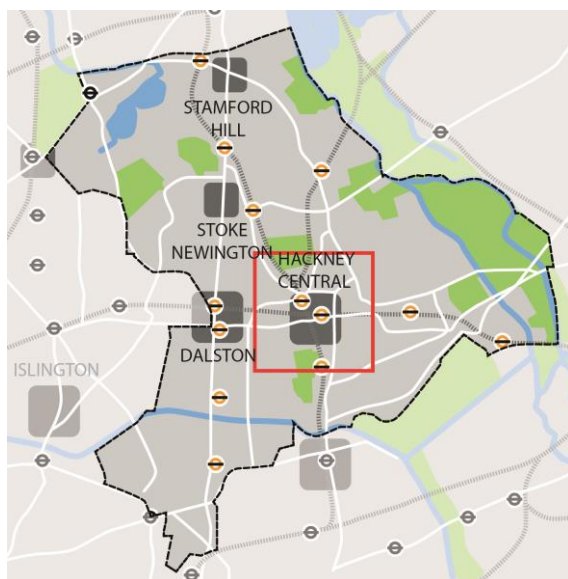 STAMFORD
HILL
STOKE
NEWINGTON
HACKNEY
CENTRAL
DALSTON
ISLINGTON